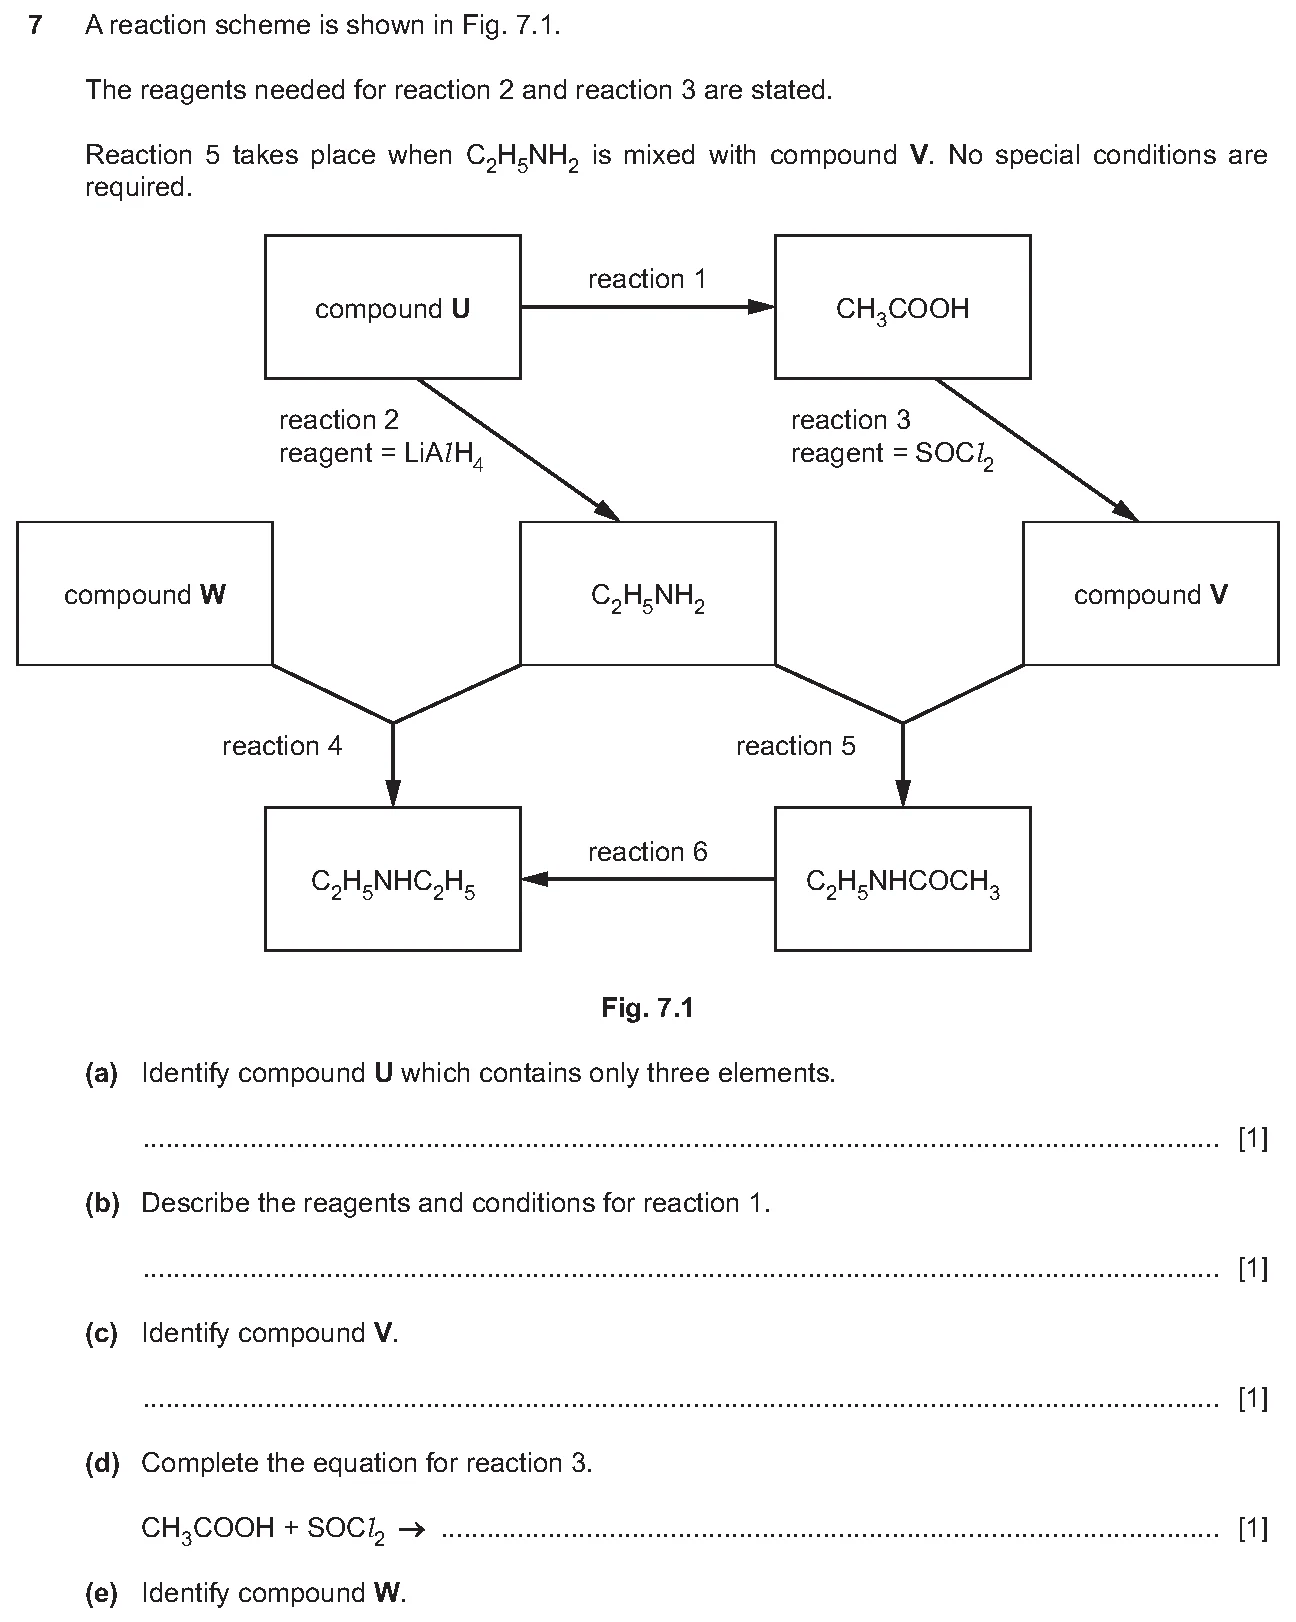 7 A reaction scheme is shown in Fig. 7.1.
The reagents needed for reaction 2 and reaction 3 are stated.
Reaction 5 takes place when C₂H₅NH₂ is mixed with compound V. No special conditions are
required.
compound U
reaction 1
CH₃COOH
reaction 2
reagent = LiAlH₄
reaction 3
reagent = SOCl₂
compound W
C₂H₅NH₂
compound V
reaction 4
reaction 5
C₂H₅NHC₂H₅
reaction 6
C₂H₅NHCOCH₃
Fig. 7.1
(a) Identify compound U which contains only three elements.
.......................................................................................................................................... [1]
(b) Describe the reagents and conditions for reaction 1.
.......................................................................................................................................... [1]
(c) Identify compound V.
.......................................................................................................................................... [1]
(d) Complete the equation for reaction 3.
CH₃COOH + SOCl₂ → .................................................................................................... [1]
(e) Identify compound W.